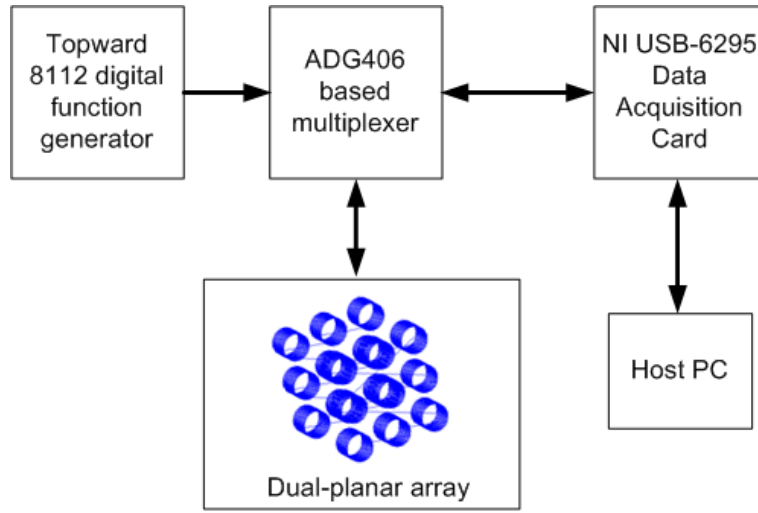 Topward
8112 digital
function
generator
ADG406
based
multiplexer
NI USB-6295
Data
Acquisition
Card
Dual-planar array
Host PC